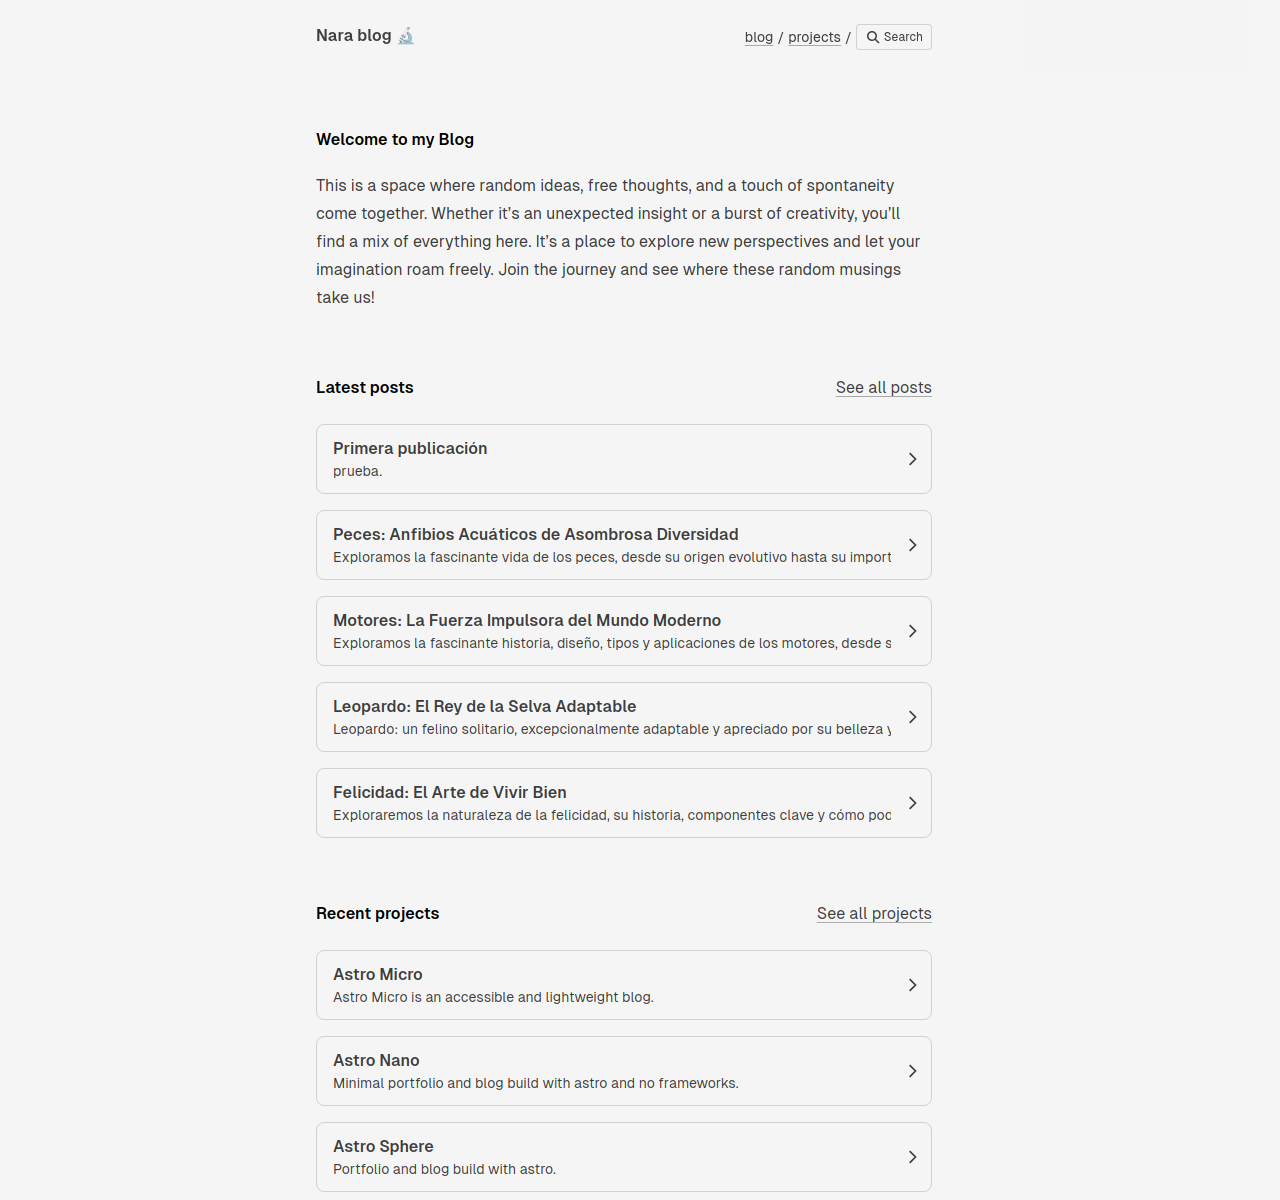 Nara blog 🔬
blog / projects / Search
Welcome to my Blog
This is a space where random ideas, free thoughts, and a touch of spontaneity
come together. Whether it’s an unexpected insight or a burst of creativity, you’ll
find a mix of everything here. It’s a place to explore new perspectives and let your
imagination roam freely. Join the journey and see where these random musings
take us!
Latest posts
See all posts
Primera publicación
prueba.
Peces: Anfibios Acuáticos de Asombrosa Diversidad
Exploramos la fascinante vida de los peces, desde su origen evolutivo hasta su import
Motores: La Fuerza Impulsora del Mundo Moderno
Exploramos la fascinante historia, diseño, tipos y aplicaciones de los motores, desde s
Leopardo: El Rey de la Selva Adaptable
Leopardo: un felino solitario, excepcionalmente adaptable y apreciado por su belleza y
Felicidad: El Arte de Vivir Bien
Exploraremos la naturaleza de la felicidad, su historia, componentes clave y cómo pod
Recent projects
See all projects
Astro Micro
Astro Micro is an accessible and lightweight blog.
Astro Nano
Minimal portfolio and blog build with astro and no frameworks.
Astro Sphere
Portfolio and blog build with astro.